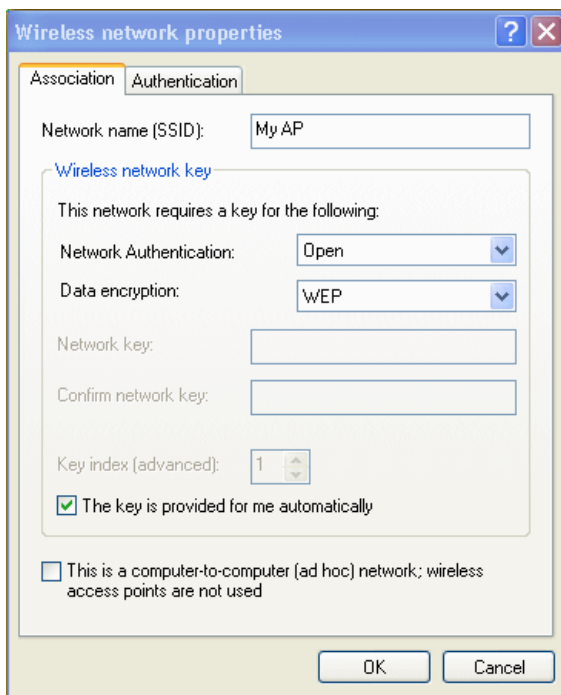 Wireless network properties
?
Association Authentication
Network name (SSID): My AP
Wireless network key
This network requires a key for the following:
Network Authentication: Open
Data encryption: WEP
Network key:
Confirm network key:
Key index (advanced): 1
The key is provided for me automatically
This is a computer-to-computer (ad hoc) network; wireless
access points are not used
OK Cancel